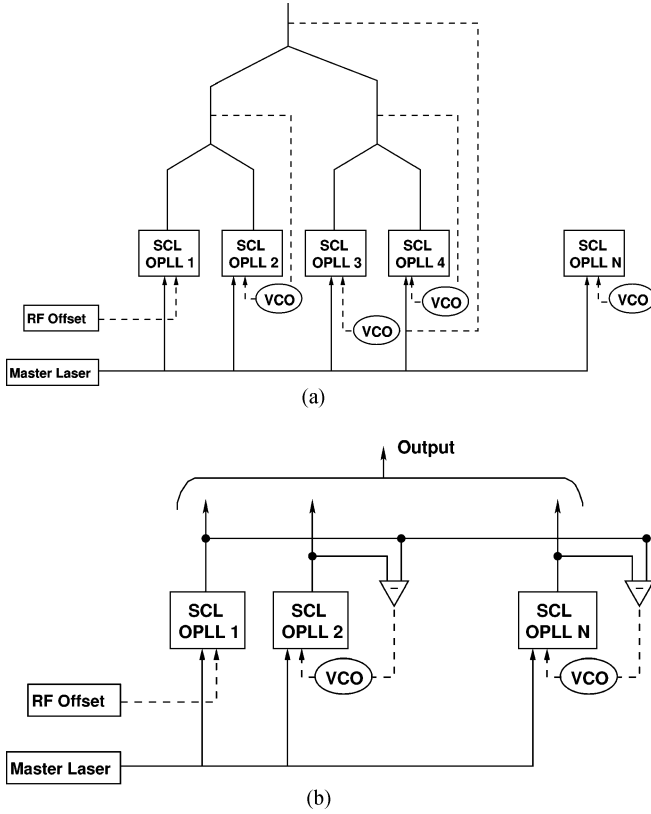 SCL
OPLL 1
SCL
OPLL 2
SCL
OPLL 3
SCL
OPLL 4
SCL
OPLL N
VCO
VCO
VCO
VCO
RF Offset
Master Laser
(a)
Output
SCL
OPLL 1
SCL
OPLL 2
SCL
OPLL N
–
–
VCO
VCO
RF Offset
Master Laser
(b)